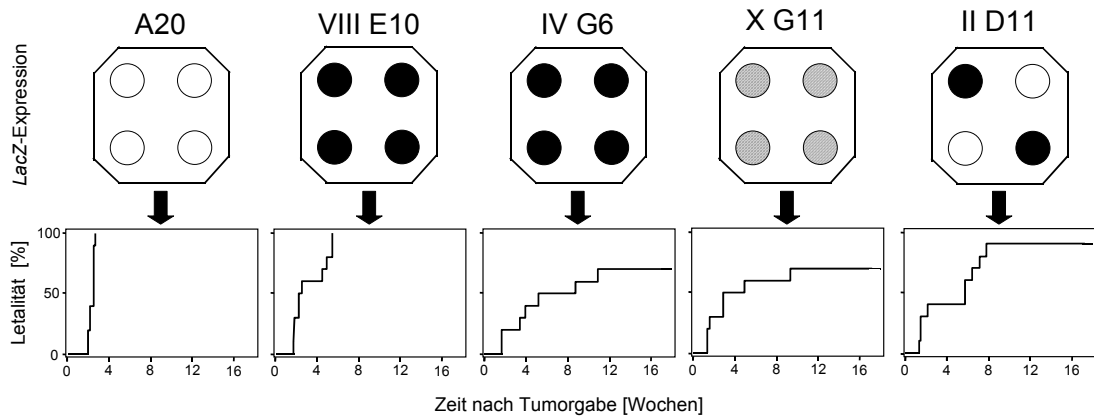 A20 VIII E10 IV G6 X G11 II D11
LacZ-Expression
Letalität [%]
100
50
0
0 4 8 12 16 0 4 8 12 16 0 4 8 12 16 0 4 8 12 16 0 4 8 12 16
Zeit nach Tumorgabe [Wochen]